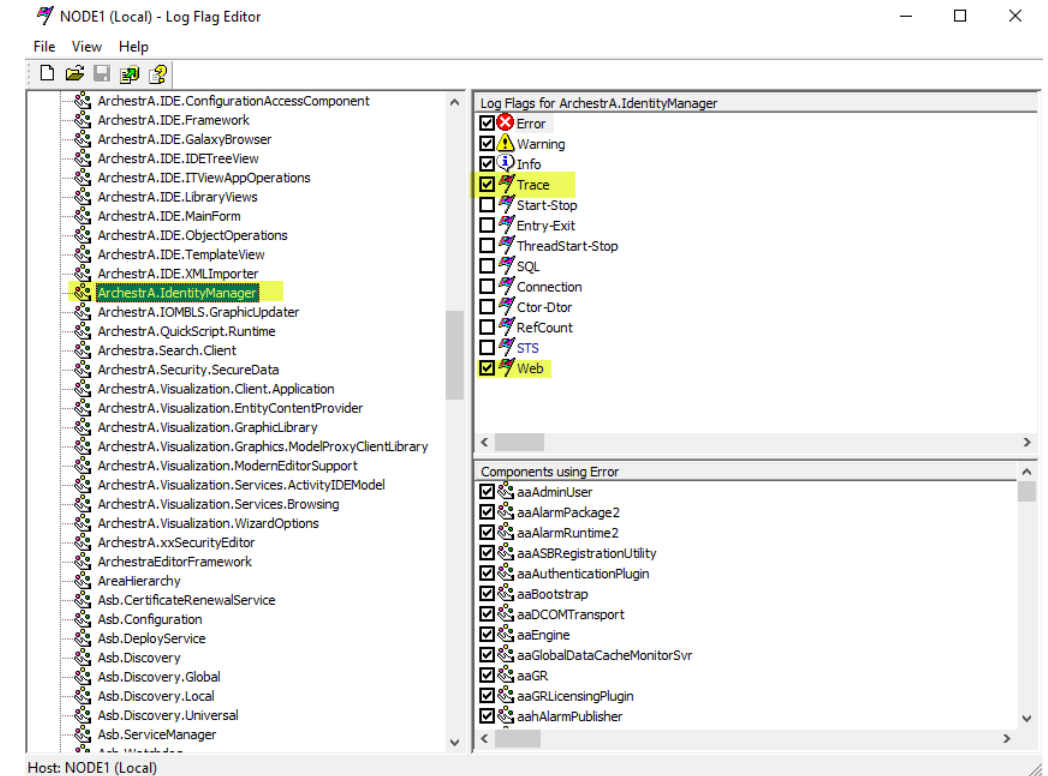 NODE1 (Local) - Log Flag Editor
File View Help
ArchestrA.IDE.ConfigurationAccessComponent
ArchestrA.IDE.Framework
ArchestrA.IDE.GalaxyBrowser
ArchestrA.IDE.IDETreeView
ArchestrA.IDE.ITViewAppOperations
ArchestrA.IDE.LibraryViews
ArchestrA.IDE.MainForm
ArchestrA.IDE.ObjectOperations
ArchestrA.IDE.TemplateView
ArchestrA.IDE.XMLImporter
ArchestrA.IdentityManager
ArchestrA.IOMBLS.GraphicUpdater
ArchestrA.QuickScript.Runtime
Archestra.Search.Client
ArchestrA.Security.SecureData
ArchestrA.Visualization.Client.Application
ArchestrA.Visualization.EntityContentProvider
ArchestrA.Visualization.GraphicLibrary
ArchestrA.Visualization.Graphics.ModelProxyClientLibrary
ArchestrA.Visualization.ModernEditorSupport
ArchestrA.Visualization.Services.ActivityIDEModel
ArchestrA.Visualization.Services.Browsing
ArchestrA.Visualization.WizardOptions
ArchestrA.xxSecurityEditor
ArchestraEditorFramework
AreaHierarchy
Asb.CertificateRenewalService
Asb.Configuration
Asb.DeployService
Asb.Discovery
Asb.Discovery.Global
Asb.Discovery.Local
Asb.Discovery.Universal
Asb.ServiceManager
Asb.Watchdog
Log Flags for ArchestrA.IdentityManager
Error
Warning
Info
Trace
Start-Stop
Entry-Exit
ThreadStart-Stop
SQL
Connection
Ctor-Dtor
RefCount
STS
Web
Components using Error
aaAdminUser
aaAlarmPackage2
aaAlarmRuntime2
aaASBRegistrationUtility
aaAuthenticationPlugin
aaBootstrap
aaDCOMTransport
aaEngine
aaGlobalDataCacheMonitorSvr
aaGR
aaGRLicensingPlugin
aahAlarmPublisher
Host: NODE1 (Local)